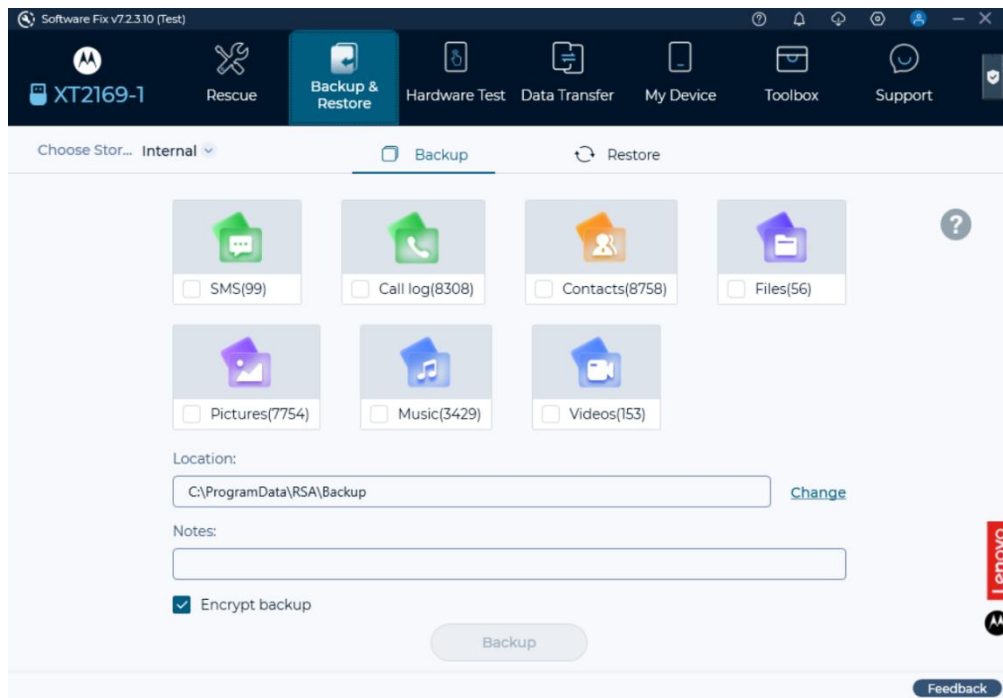 Software Fix v7.2.3.10 (Test)
XT2169-1
Rescue
Backup &
Restore
Hardware Test
Data Transfer
My Device
Toolbox
Support
Choose Stor... Internal
Backup
Restore
SMS(99)
Call log(8308)
Contacts(8758)
Files(56)
Pictures(7754)
Music(3429)
Videos(153)
Location:
C:\ProgramData\RSA\Backup
Change
Notes:
Lenovo
Encrypt backup
Backup
Feedback